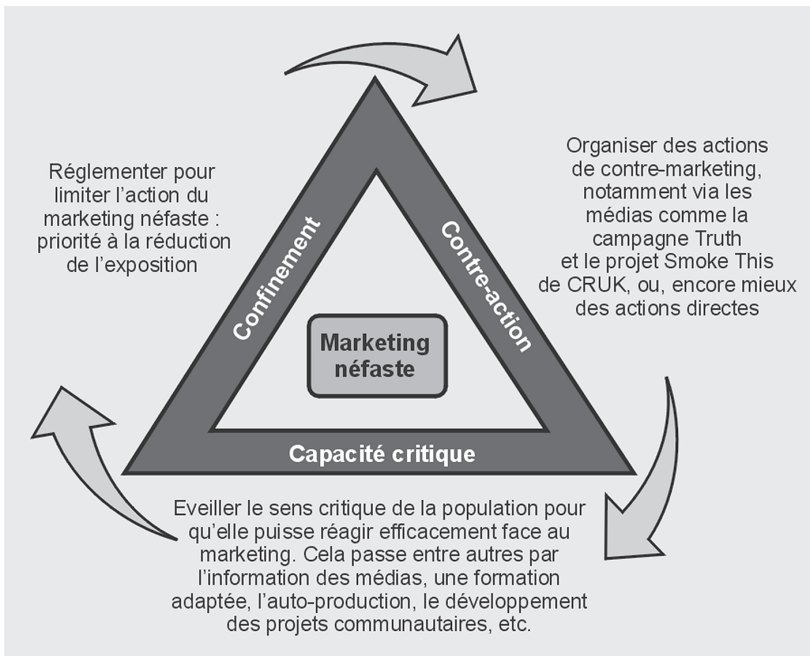 Réglementer pour
limiter l'action du
marketing néfaste :
priorité à la réduction
de l'exposition
Confinement
Organiser des actions
de contre-marketing,
notamment via les
médias comme la
campagne Truth
et le projet Smoke This
de CRUK, ou, encore mieux
des actions directes
Contre-action
Marketing
néfaste
Capacité critique
Eveiller le sens critique de la population pour
qu'elle puisse réagir efficacement face au
marketing. Cela passe entre autres par
l'information des médias, une formation
adaptée, l'auto-production, le développement
des projets communautaires, etc.